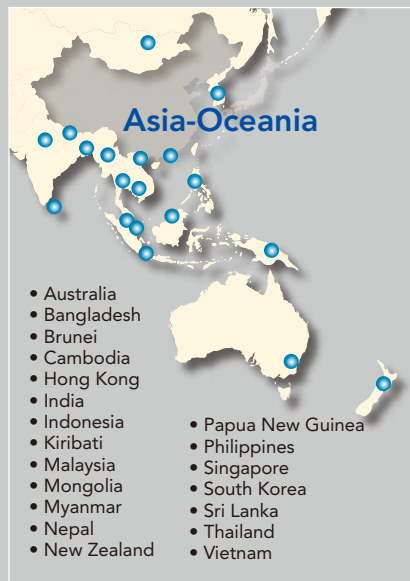 Asia-Oceania
• Australia
• Bangladesh
• Brunei
• Cambodia
• Hong Kong
• India
• Indonesia
• Kiribati
• Malaysia
• Mongolia
• Myanmar
• Nepal
• New Zealand
• Papua New Guinea
• Philippines
• Singapore
• South Korea
• Sri Lanka
• Thailand
• Vietnam